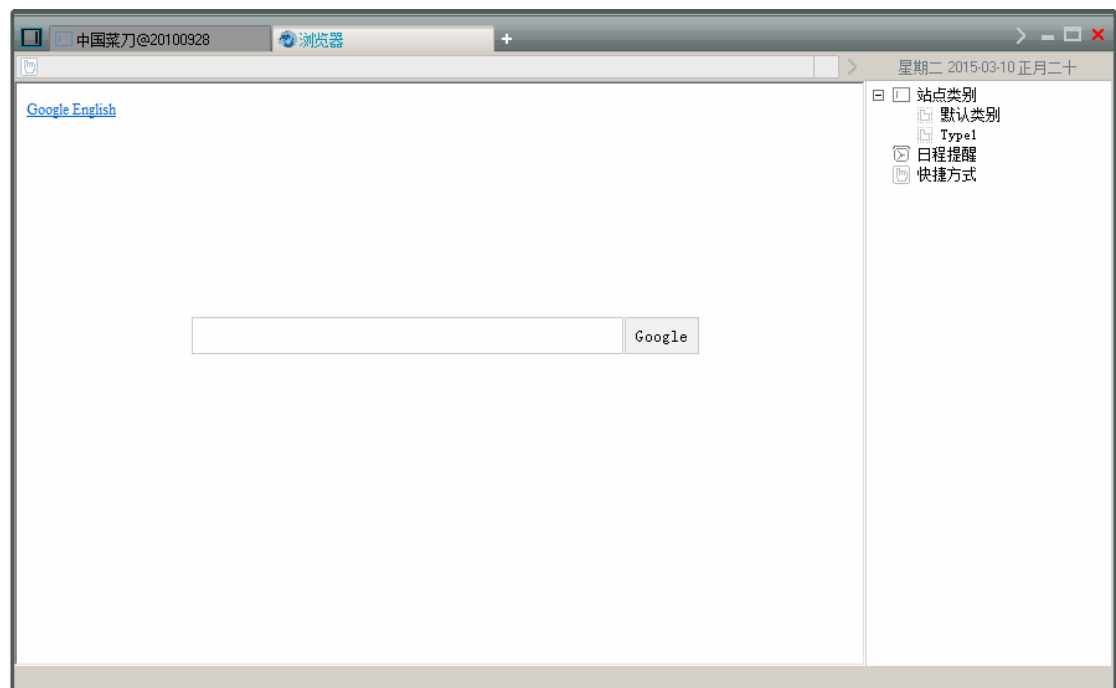 中国菜刀@20100928
浏览器
+
星期二 2015-03-10 正月二十
Google English
站点类别
默认类别
Type1
日程提醒
快捷方式
Google